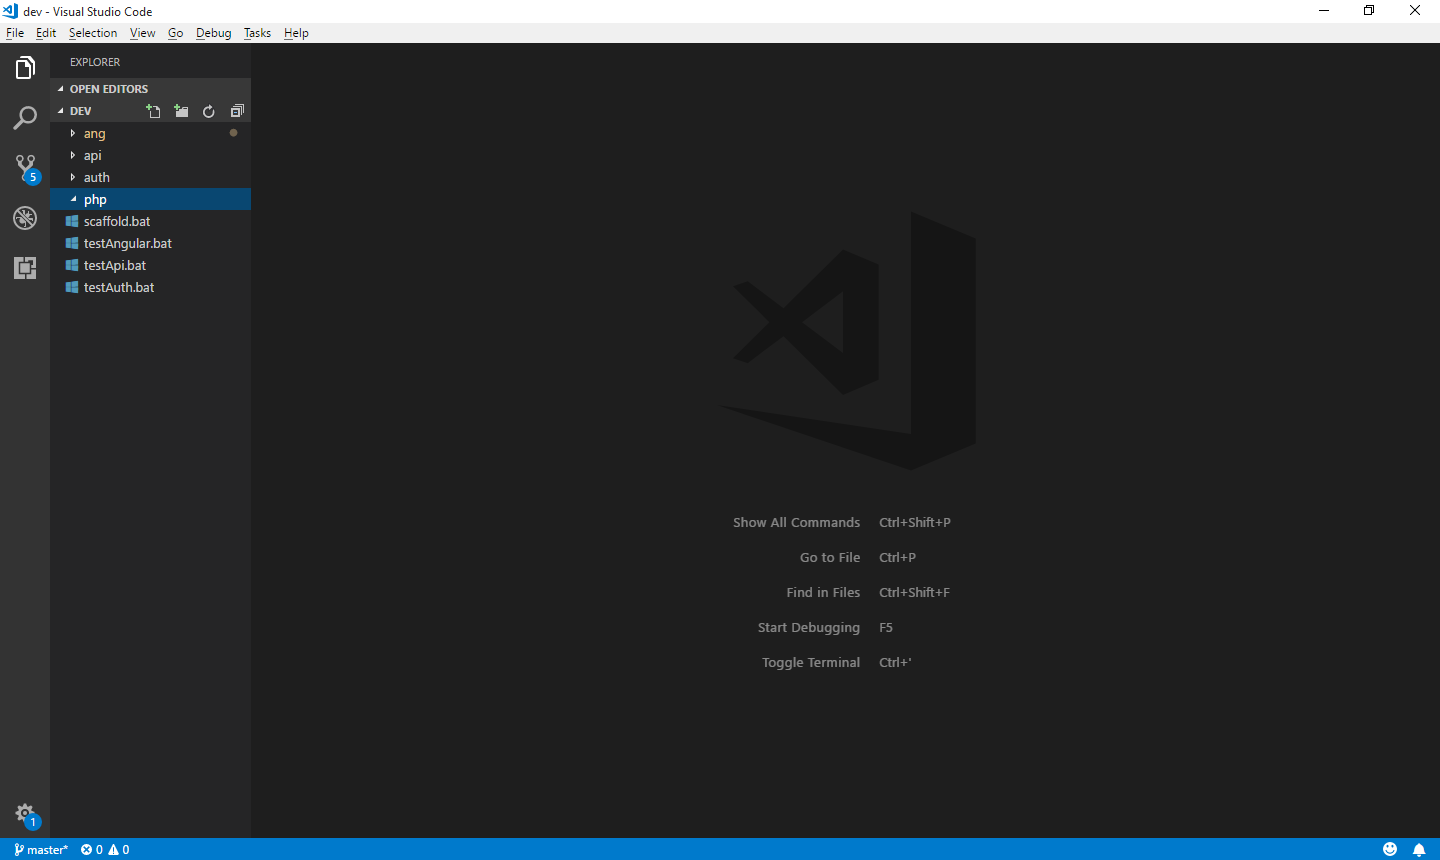 dev - Visual Studio Code
File Edit Selection View Go Debug Tasks Help
EXPLORER
OPEN EDITORS
DEV
ang
api
auth
5
php
scaffold.bat
testAngular.bat
testApi.bat
testAuth.bat
Show All Commands Ctrl+Shift+P
Go to File Ctrl+P
Find in Files Ctrl+Shift+F
Start Debugging F5
Toggle Terminal Ctrl+'
1
master* 0 0